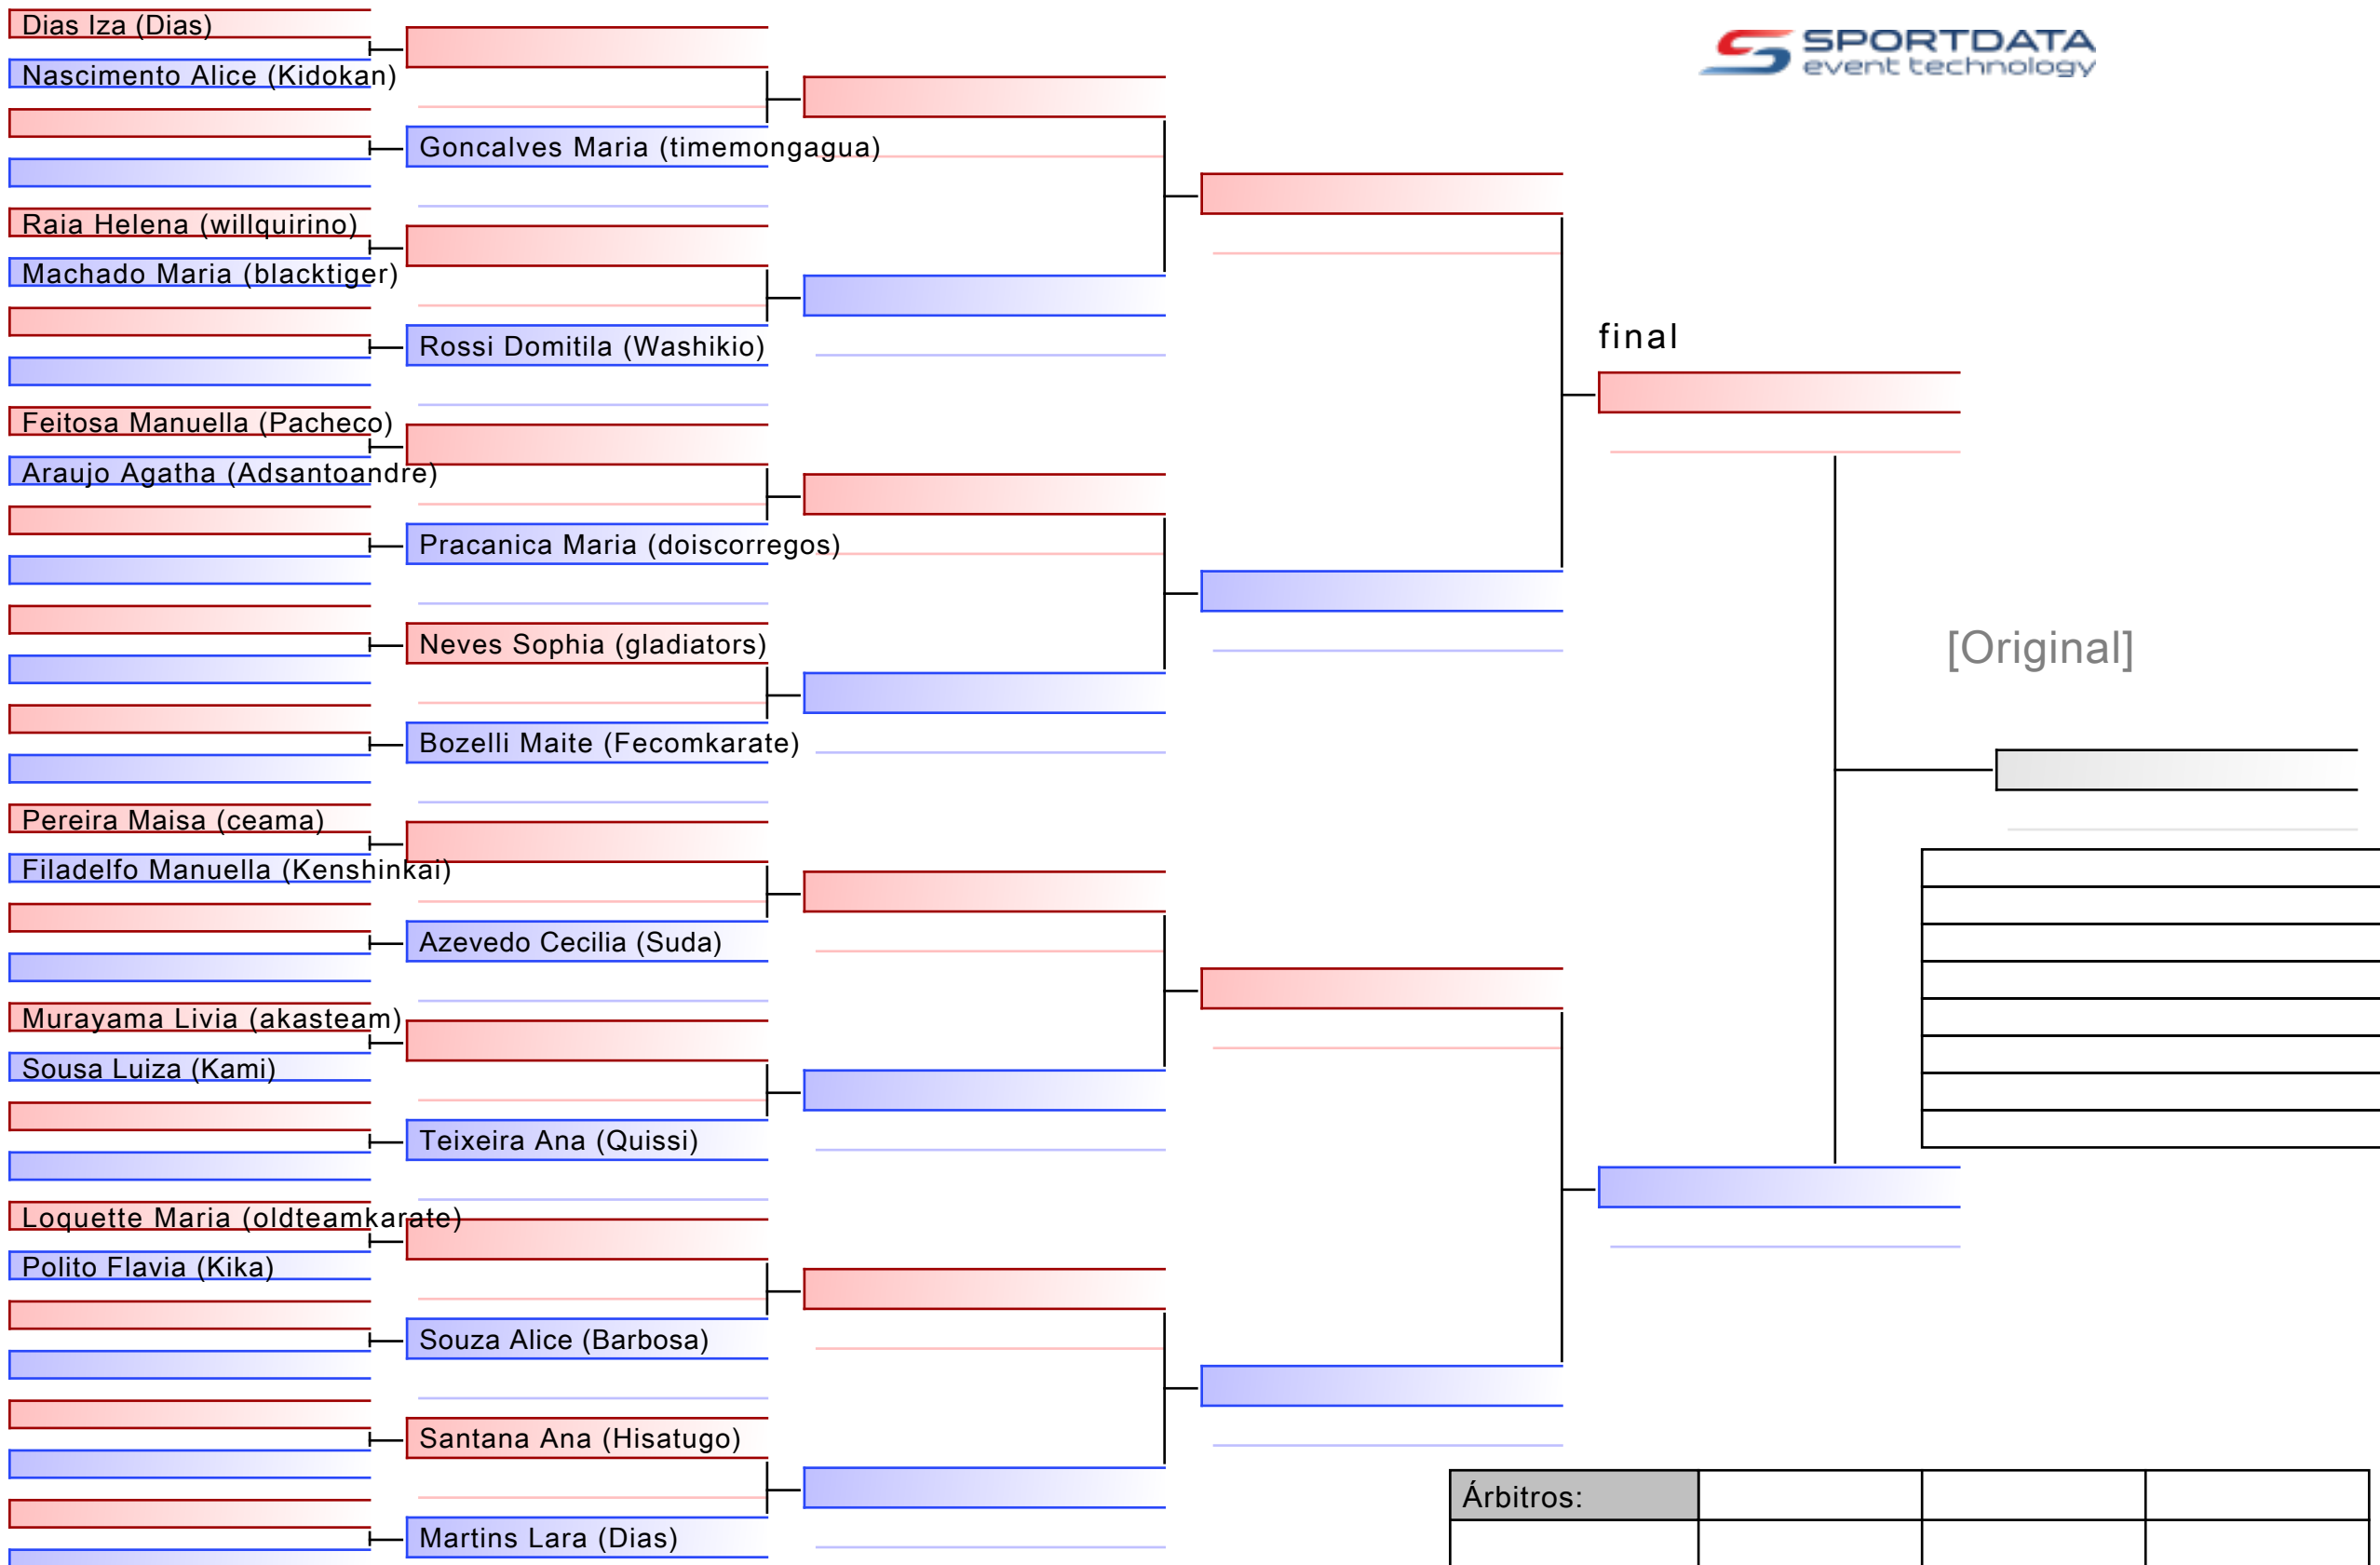 Dias Iza (Dias)
Nascimento Alice (Kidokan)
Raia Helena (willquirino)
Machado Maria (blacktiger)
Feitosa Manuella (Pacheco)
Araujo Agatha (Adsantoandre)
Pereira Maisa (ceama)
Filadelfo Manuella (Kenshinkai)
Murayama Livia (akasteam)
Sousa Luiza (Kami)
Loquette Maria (oldteamkarate)
Polito Flavia (Kika)
Goncalves Maria (timemongagua)
Rossi Domitila (Washikio)
Pracanica Maria (doiscorregos)
Neves Sophia (gladiators)
Bozelli Maite (Fecomkarate)
Azevedo Cecilia (Suda)
Teixeira Ana (Quissi)
Souza Alice (Barbosa)
Santana Ana (Hisatugo)
Martins Lara (Dias)
SPORTDATA
event technology
final
[Original]
Árbitros: